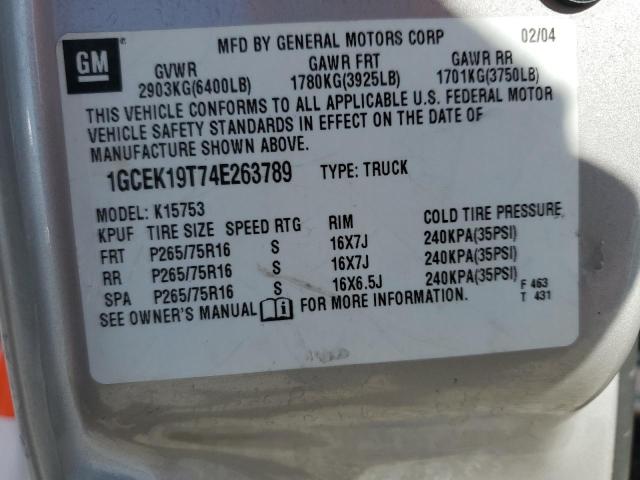 GM
MFD BY GENERAL MOTORS CORP 02/04
GVWR GAWR FRT GAWR RR
2903KG(6400LB) 1780KG(3925LB) 1701KG(3750LB)
THIS VEHICLE CONFORMS TO ALL APPLICABLE U.S. FEDERAL MOTOR
VEHICLE SAFETY STANDARDS IN EFFECT ON THE DATE OF
MANUFACTURE SHOWN ABOVE.
1GCEK19T74E263789 TYPE: TRUCK
MODEL: K15753
KPUF TIRE SIZE SPEED RTG RIM COLD TIRE PRESSURE
FRT P265/75R16 S 16X7J 240KPA(35PSI)
RR P265/75R16 S 16X7J 240KPA(35PSI)
SPA P265/75R16 S 16X6.5J 240KPA(35PSI)
SEE OWNER'S MANUAL i FOR MORE INFORMATION.
F 463
T 431